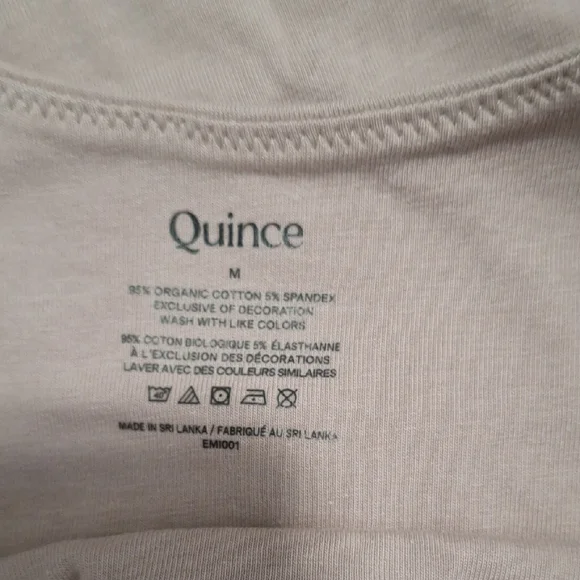 Quince
M
95% ORGANIC COTTON 5% SPANDEX
EXCLUSIVE OF DECORATION
WASH WITH LIKE COLORS
95% COTON BIOLOGIQUE 5% ÉLASTHANNE
À L'EXCLUSION DES DÉCORATIONS
LAVER AVEC DES COULEURS SIMILAIRES
MADE IN SRI LANKA / FABRIQUÉ AU SRI LANKA
EMI001